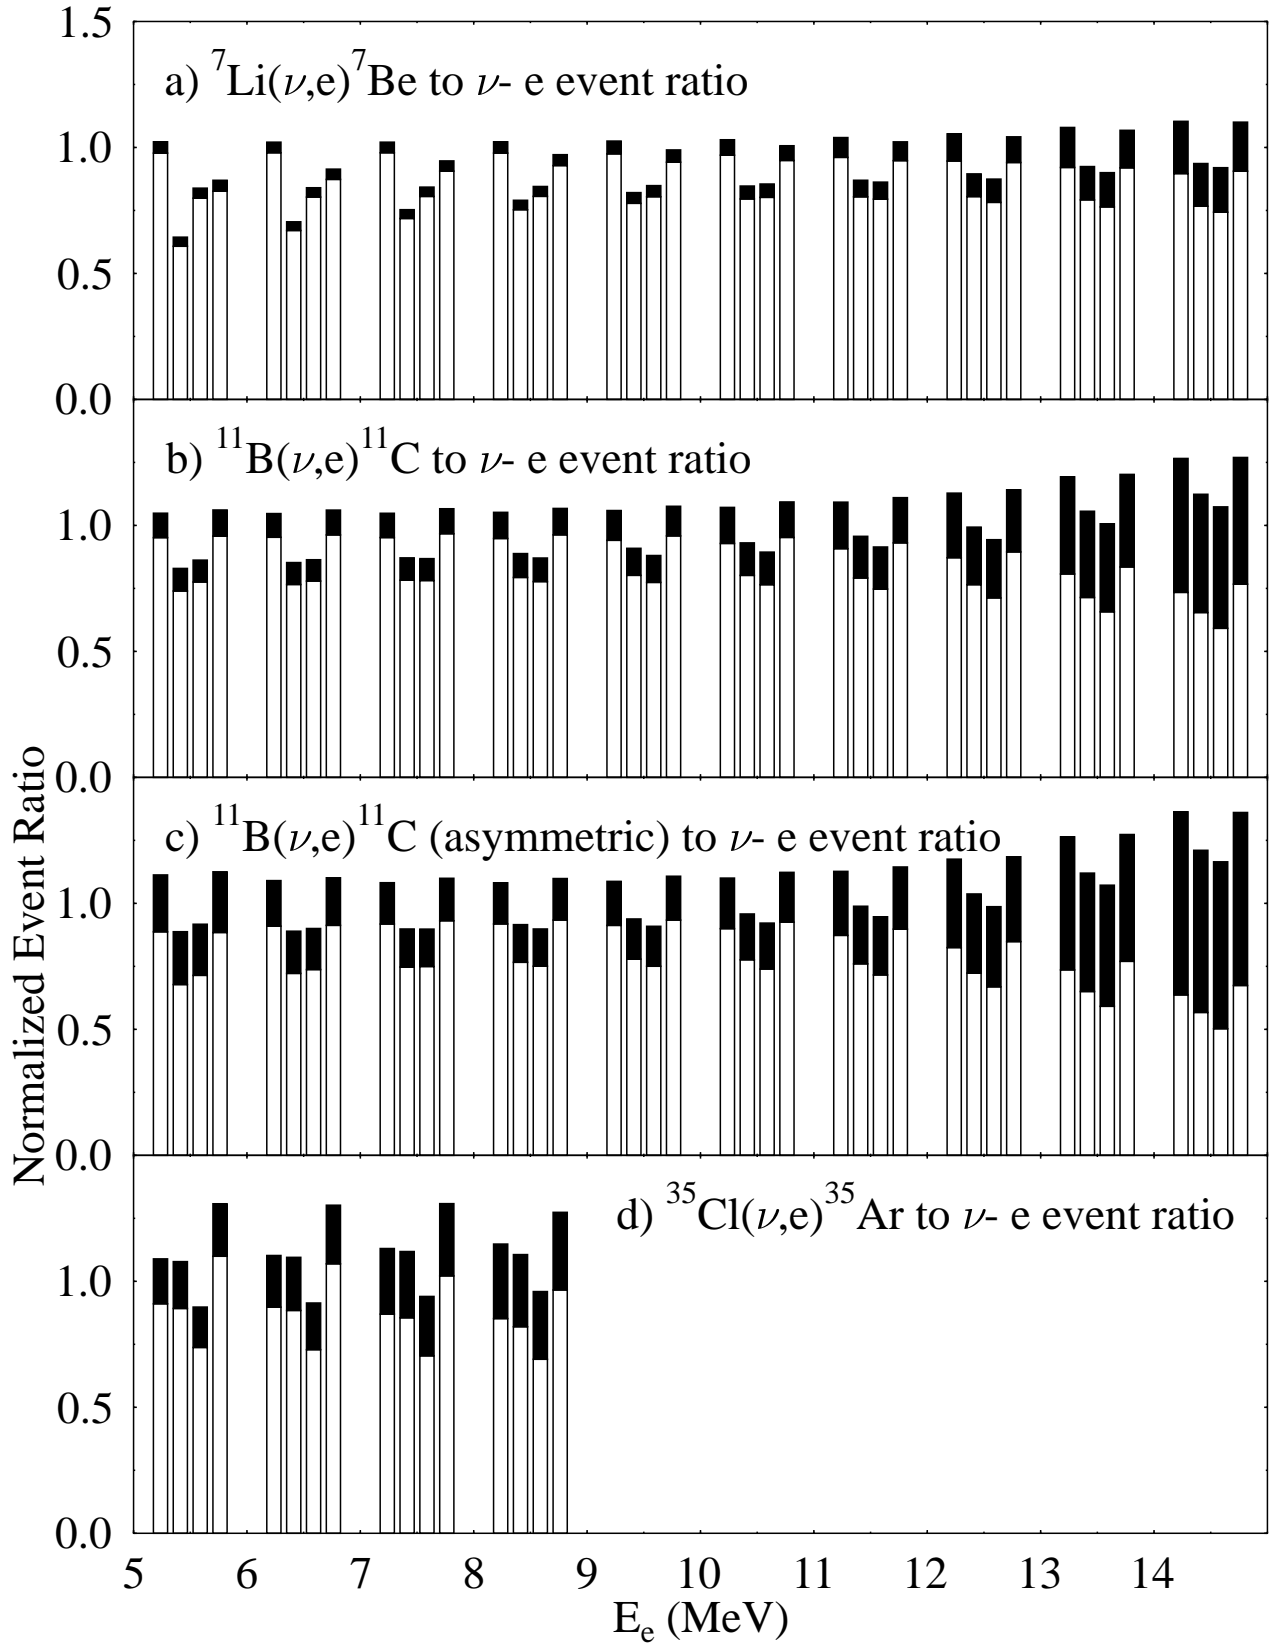 1.5
a) ⁷Li(ν,e)⁷Be to ν- e event ratio
1.0
0.5
0.0
b) ¹¹B(ν,e)¹¹C to ν- e event ratio
1.0
0.5
0.0
c) ¹¹B(ν,e)¹¹C (asymmetric) to ν- e event ratio
1.0
0.5
0.0
d) ³⁵Cl(ν,e)³⁵Ar to ν- e event ratio
1.0
0.5
0.0
Normalized Event Ratio
5 6 7 8 9 10 11 12 13 14
Eₑ (MeV)